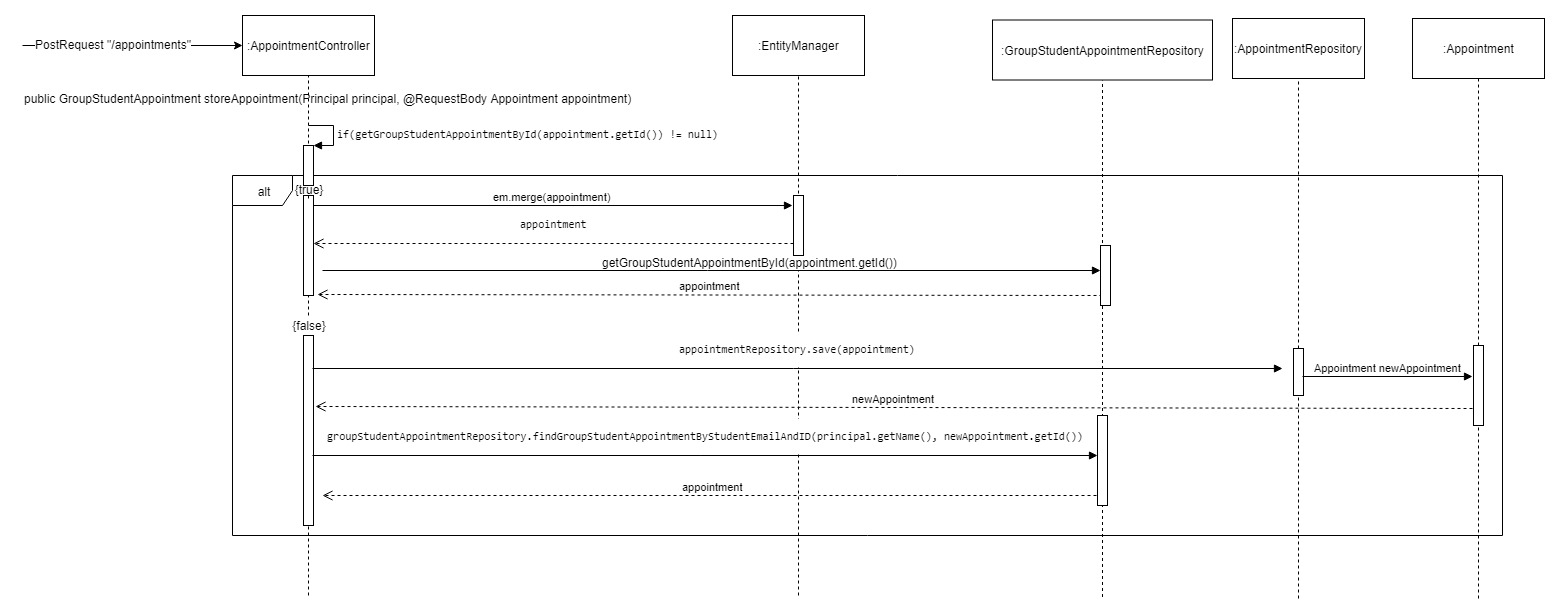 PostRequest "/appointments"
:AppointmentController
:EntityManager
:GroupStudentAppointmentRepository
:AppointmentRepository
:Appointment
public GroupStudentAppointment storeAppointment(Principal principal, @RequestBody Appointment appointment)
if(getGroupStudentAppointmentById(appointment.getId()) != null)
alt
{true}
em.merge(appointment)
appointment
getGroupStudentAppointmentById(appointment.getId())
appointment
{false}
appointmentRepository.save(appointment)
Appointment newAppointment
newAppointment
groupStudentAppointmentRepository.findGroupStudentAppointmentByStudentEmailAndID(principal.getName(), newAppointment.getId())
appointment